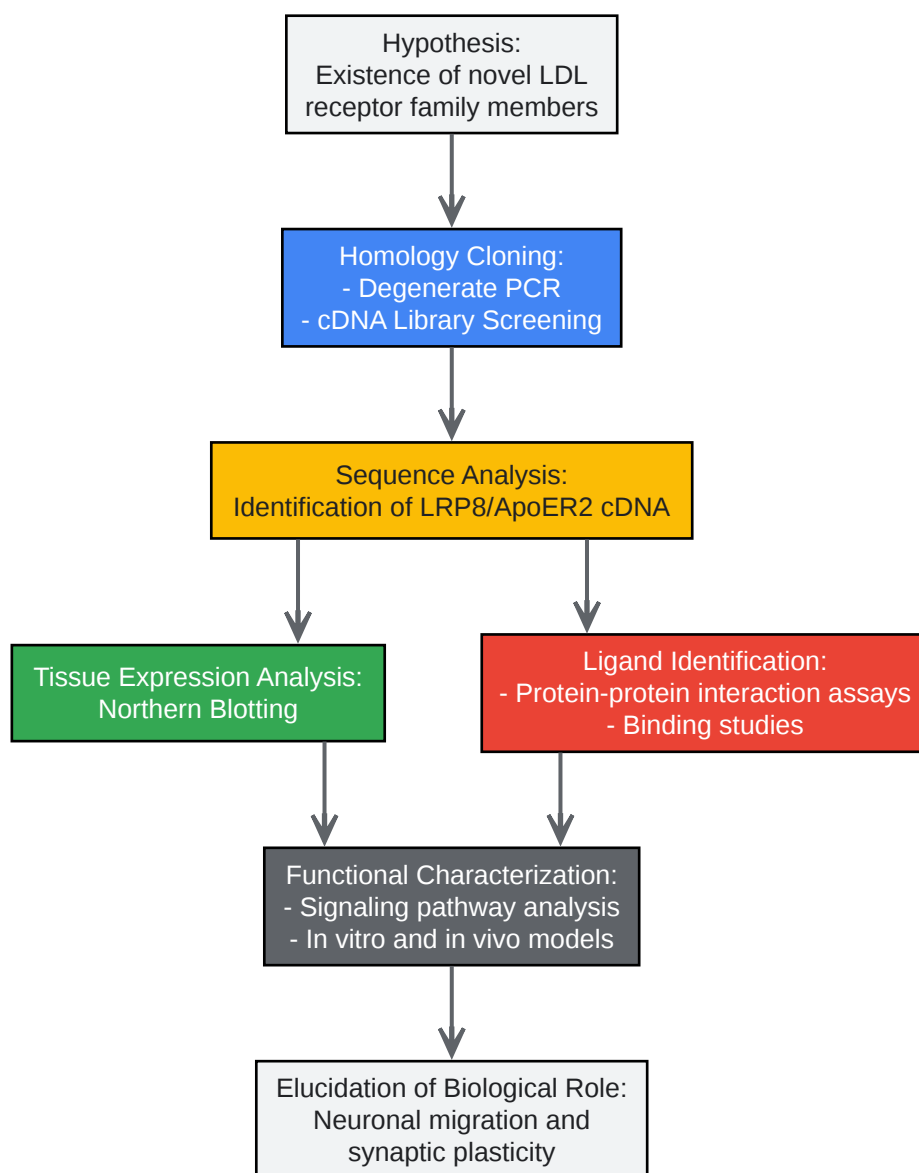 Hypothesis:
Existence of novel LDL
receptor family members
Homology Cloning:
- Degenerate PCR
- cDNA Library Screening
Sequence Analysis:
Identification of LRP8/ApoER2 cDNA
Tissue Expression Analysis:
Northern Blotting
Ligand Identification:
- Protein-protein interaction assays
- Binding studies
Functional Characterization:
- Signaling pathway analysis
- In vitro and in vivo models
Elucidation of Biological Role:
Neuronal migration and
synaptic plasticity